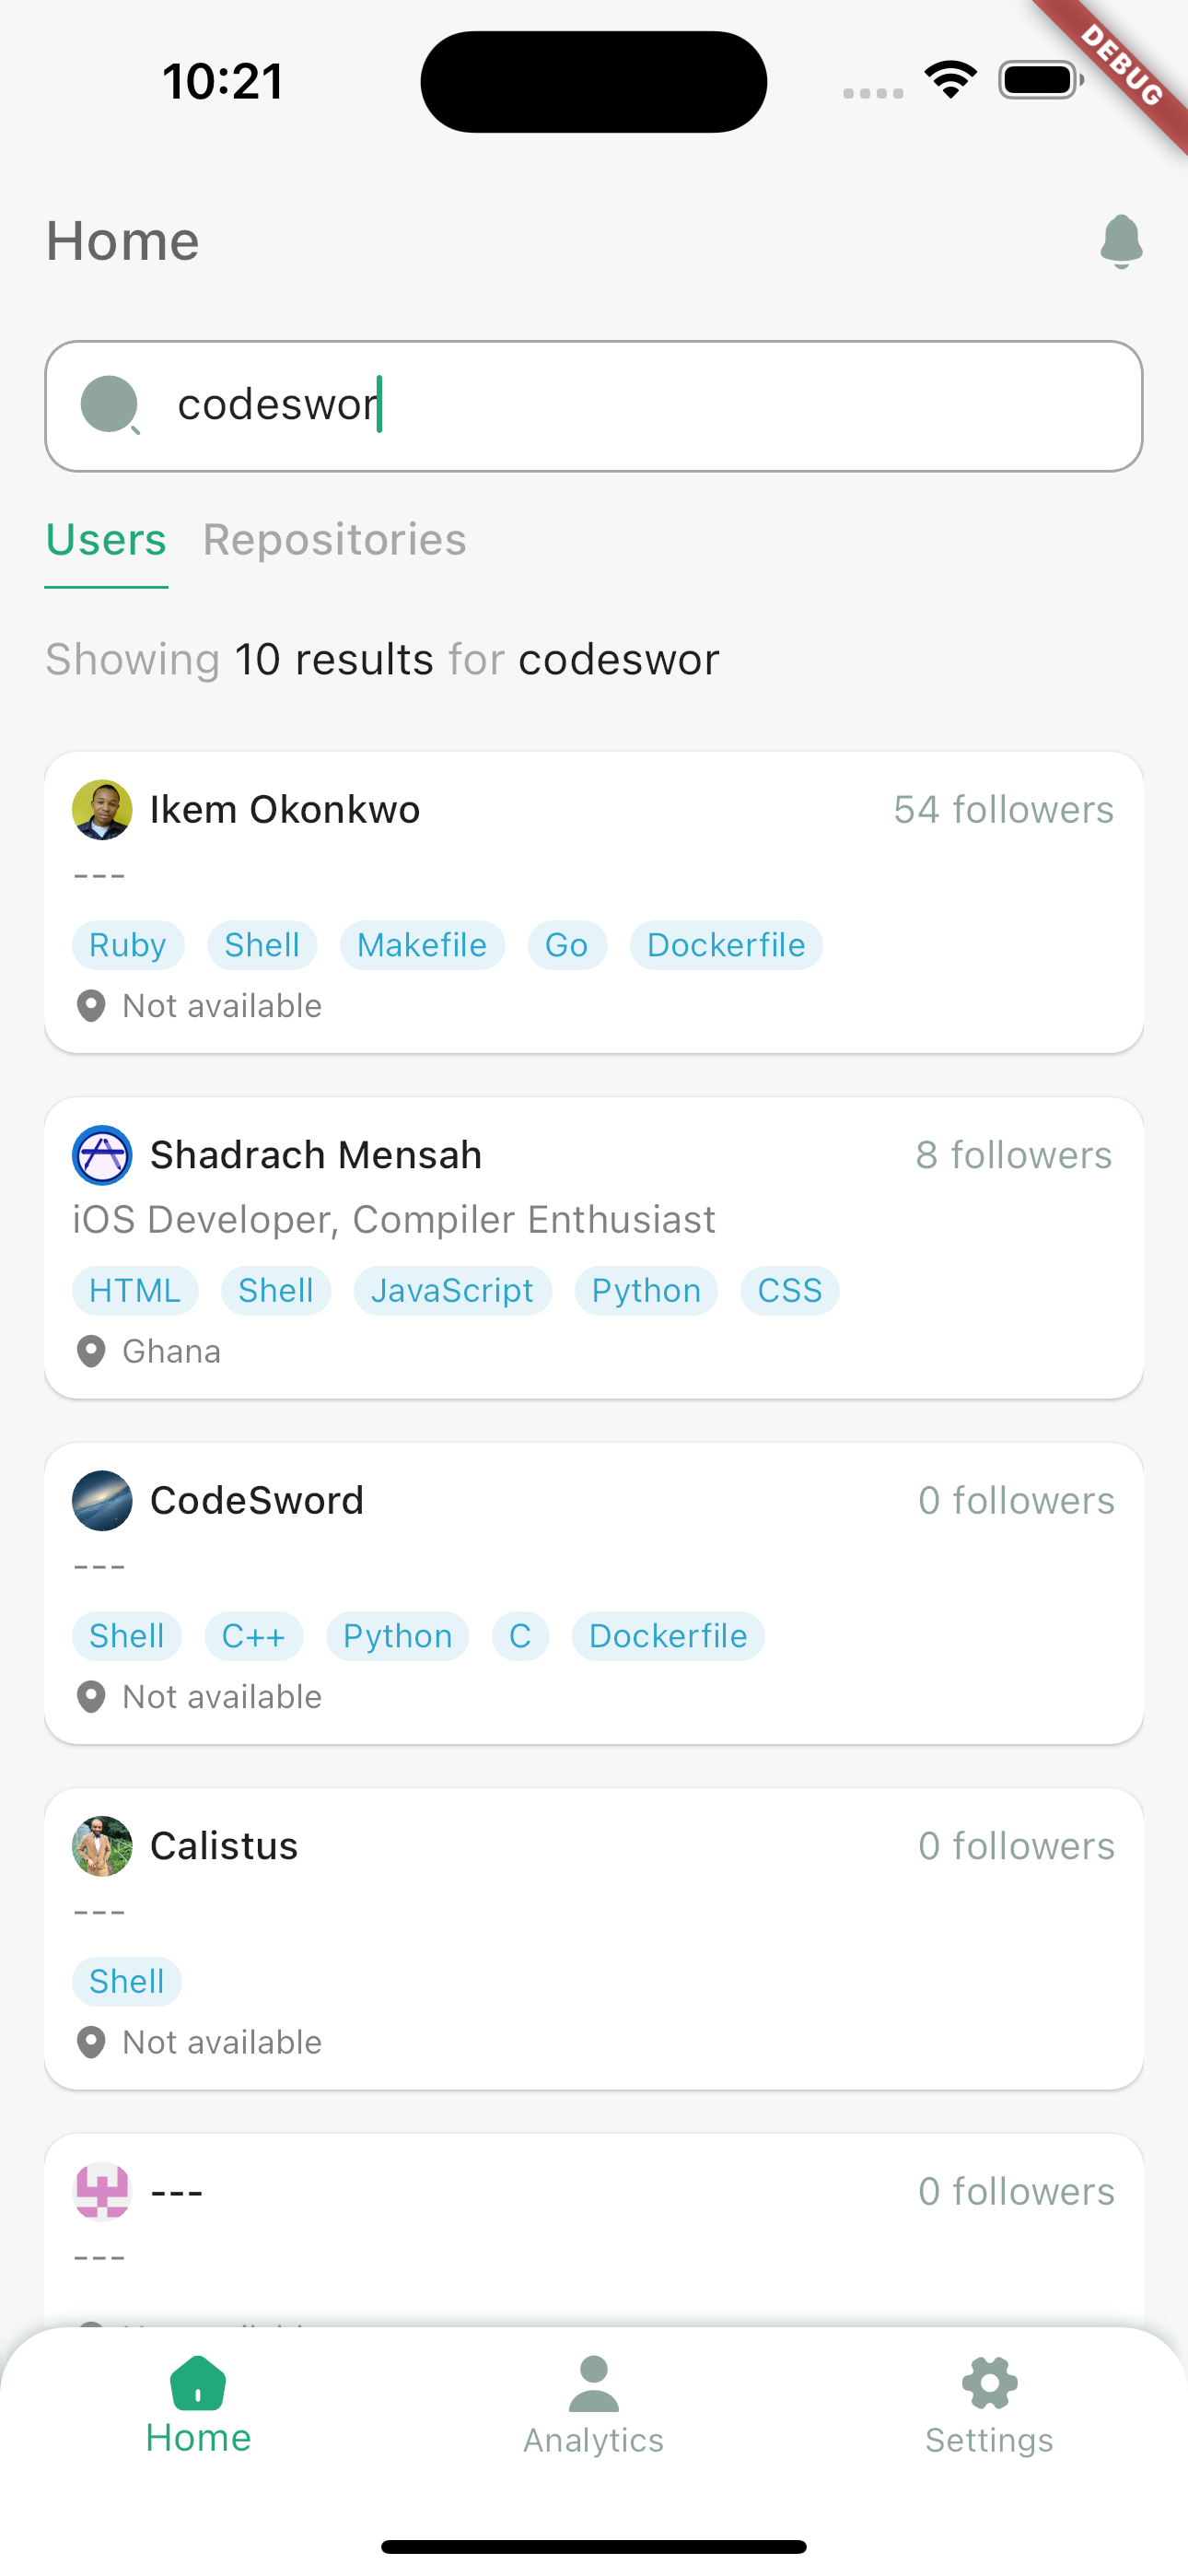 10:21
DEBUG
Home
codeswor
Users Repositories
Showing 10 results for codeswor
Ikem Okonkwo 54 followers
---
Ruby Shell Makefile Go Dockerfile
Not available
Shadrach Mensah 8 followers
iOS Developer, Compiler Enthusiast
HTML Shell JavaScript Python CSS
Ghana
CodeSword 0 followers
---
Shell C++ Python C Dockerfile
Not available
Calistus 0 followers
---
Shell
Not available
--- 0 followers
---
Home Analytics Settings